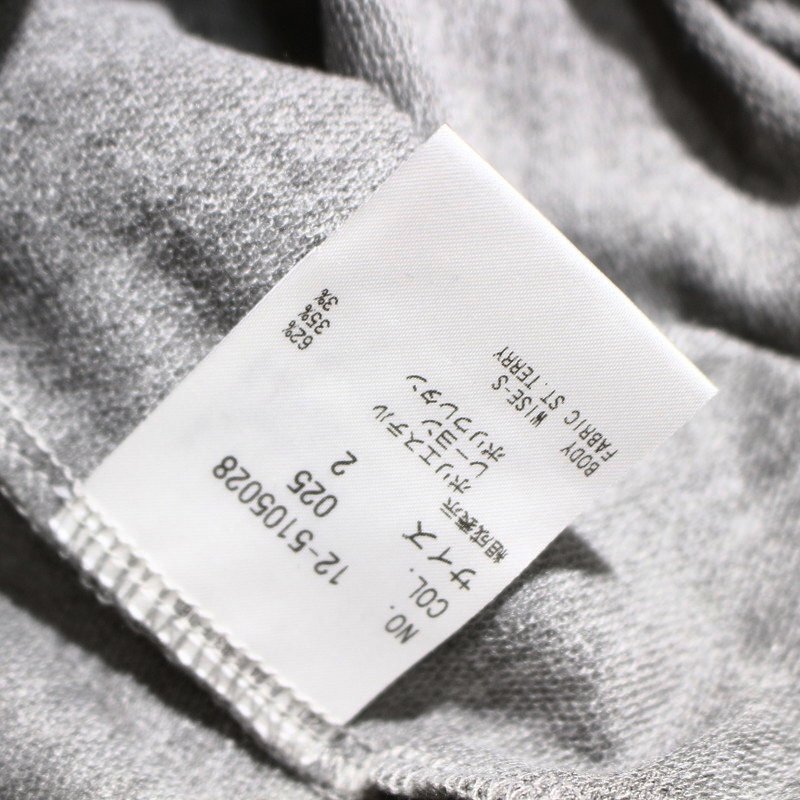 NO. 12-5105028
COL. 025
サイズ 2
組成表示 ポリエステル 62%
レーヨン 35%
ポリウレタン 3%
BODY WISE-S
FABRIC ST.TERRY